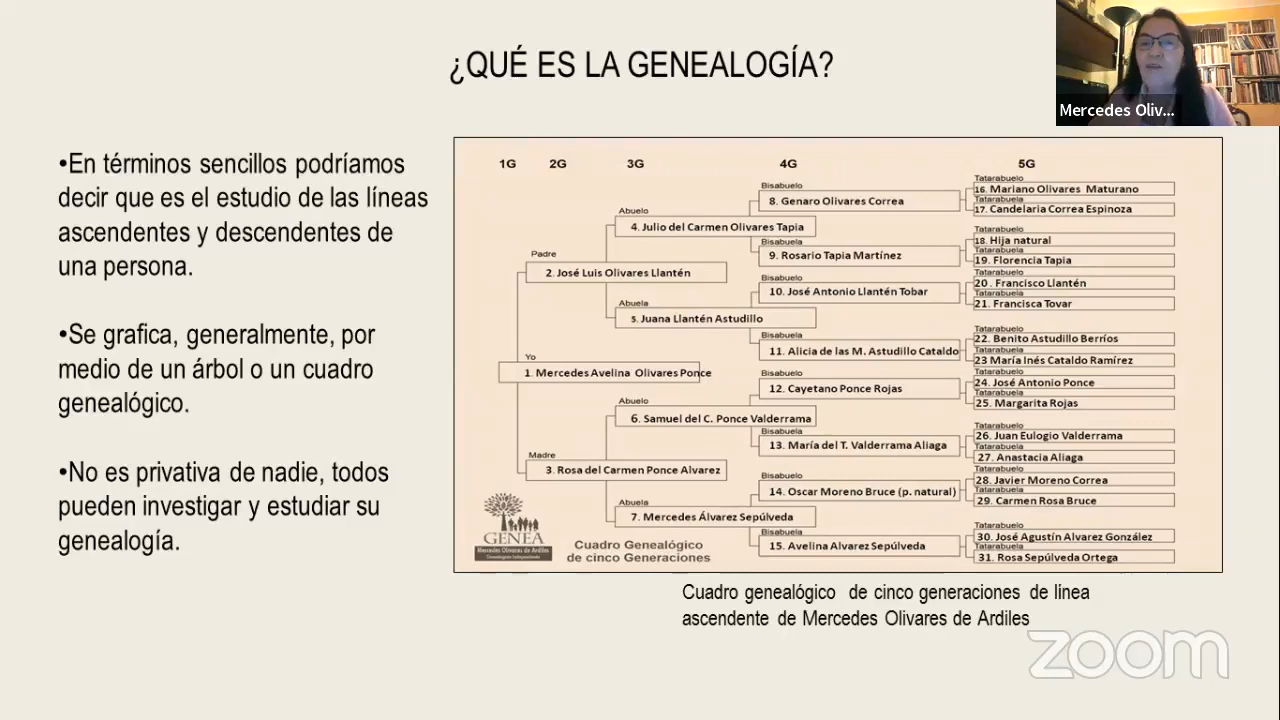 ¿QUÉ ES LA GENEALOGÍA?
Mercedes Oliv...
•En términos sencillos podríamos
decir que es el estudio de las líneas
ascendentes y descendentes de
una persona.
•Se grafica, generalmente, por
medio de un árbol o un cuadro
genealógico.
•No es privativa de nadie, todos
pueden investigar y estudiar su
genealogía.
1G 2G 3G 4G 5G
Yo
1. Mercedes Avelina Olivares Ponce
Padre
2. José Luis Olivares Llantén
Madre
3. Rosa del Carmen Ponce Alvarez
Abuelo
4. Julio del Carmen Olivares Tapia
Abuela
5. Juana Llantén Astudillo
Abuelo
6. Samuel del C. Ponce Valderrama
Abuela
7. Mercedes Álvarez Sepúlveda
Bisabuelo
8. Genaro Olivares Correa
Bisabuela
9. Rosario Tapia Martínez
Bisabuelo
10. José Antonio Llantén Tobar
Bisabuela
11. Alicia de las M. Astudillo Cataldo
Bisabuelo
12. Cayetano Ponce Rojas
Bisabuela
13. María del T. Valderrama Aliaga
Bisabuelo
14. Oscar Moreno Bruce (p. natural)
Bisabuela
15. Avelina Alvarez Sepúlveda
Tatarabuelo
16. Mariano Olivares Maturano
Tatarabuela
17. Candelaria Correa Espinoza
Tatarabuelo
18. Hija natural
Tatarabuela
19. Florencia Tapia
Tatarabuelo
20. Francisco Llantén
Tatarabuela
21. Francisca Tovar
Tatarabuelo
22. Benito Astudillo Berríos
Tatarabuela
23 María Inés Cataldo Ramírez
Tatarabuelo
24. José Antonio Ponce
Tatarabuela
25. Margarita Rojas
Tatarabuelo
26. Juan Eulogio Valderrama
Tatarabuela
27. Anastacia Aliaga
Tatarabuelo
28. Javier Moreno Correa
Tatarabuela
29. Carmen Rosa Bruce
Tatarabuelo
30. José Agustín Alvarez González
Tatarabuela
31. Rosa Sepúlveda Ortega
GENEA
Mercedes Olivares de Ardiles
Genealogista Independiente
Cuadro Genealógico
de cinco Generaciones
Cuadro genealógico de cinco generaciones de linea
ascendente de Mercedes Olivares de Ardiles
zoom